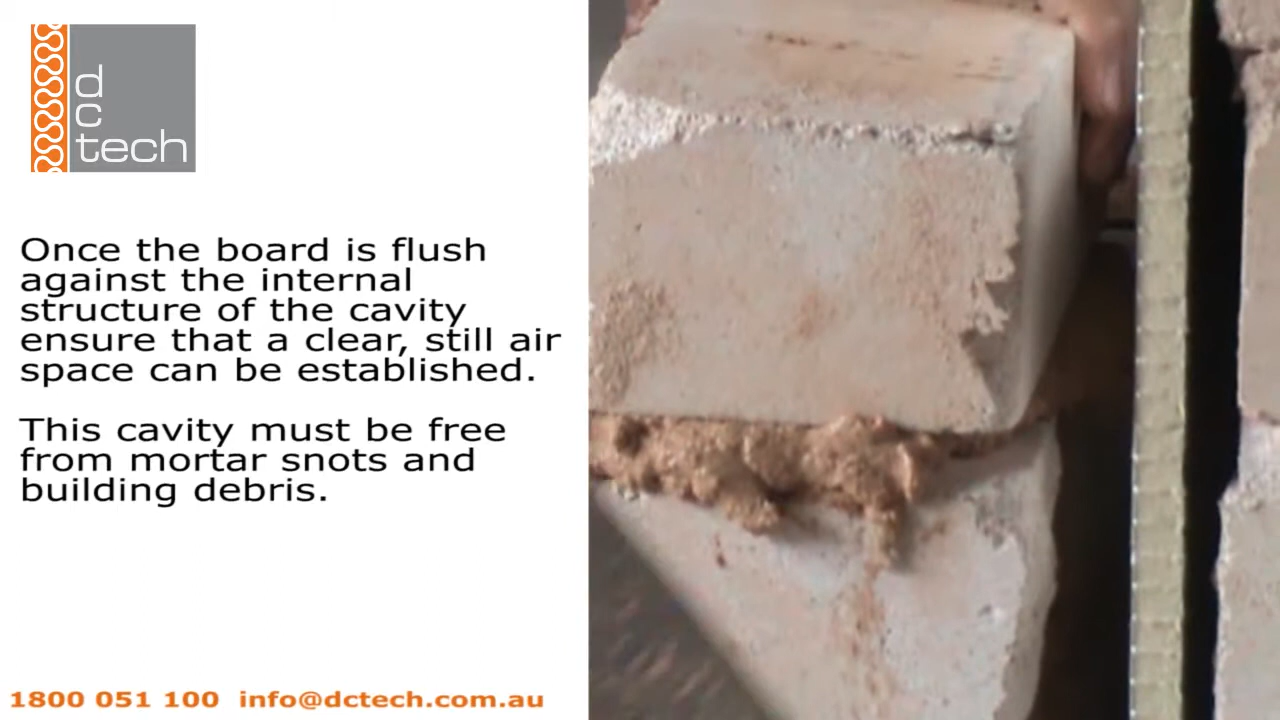 d
c
tech
Once the board is flush
against the internal
structure of the cavity
ensure that a clear, still air
space can be established.
This cavity must be free
from mortar snots and
building debris.
1800 051 100 info@dctech.com.au